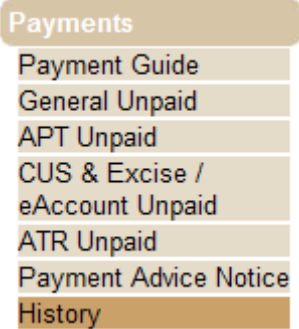 Payments
Payment Guide
General Unpaid
APT Unpaid
CUS & Excise /
eAccount Unpaid
ATR Unpaid
Payment Advice Notice
History